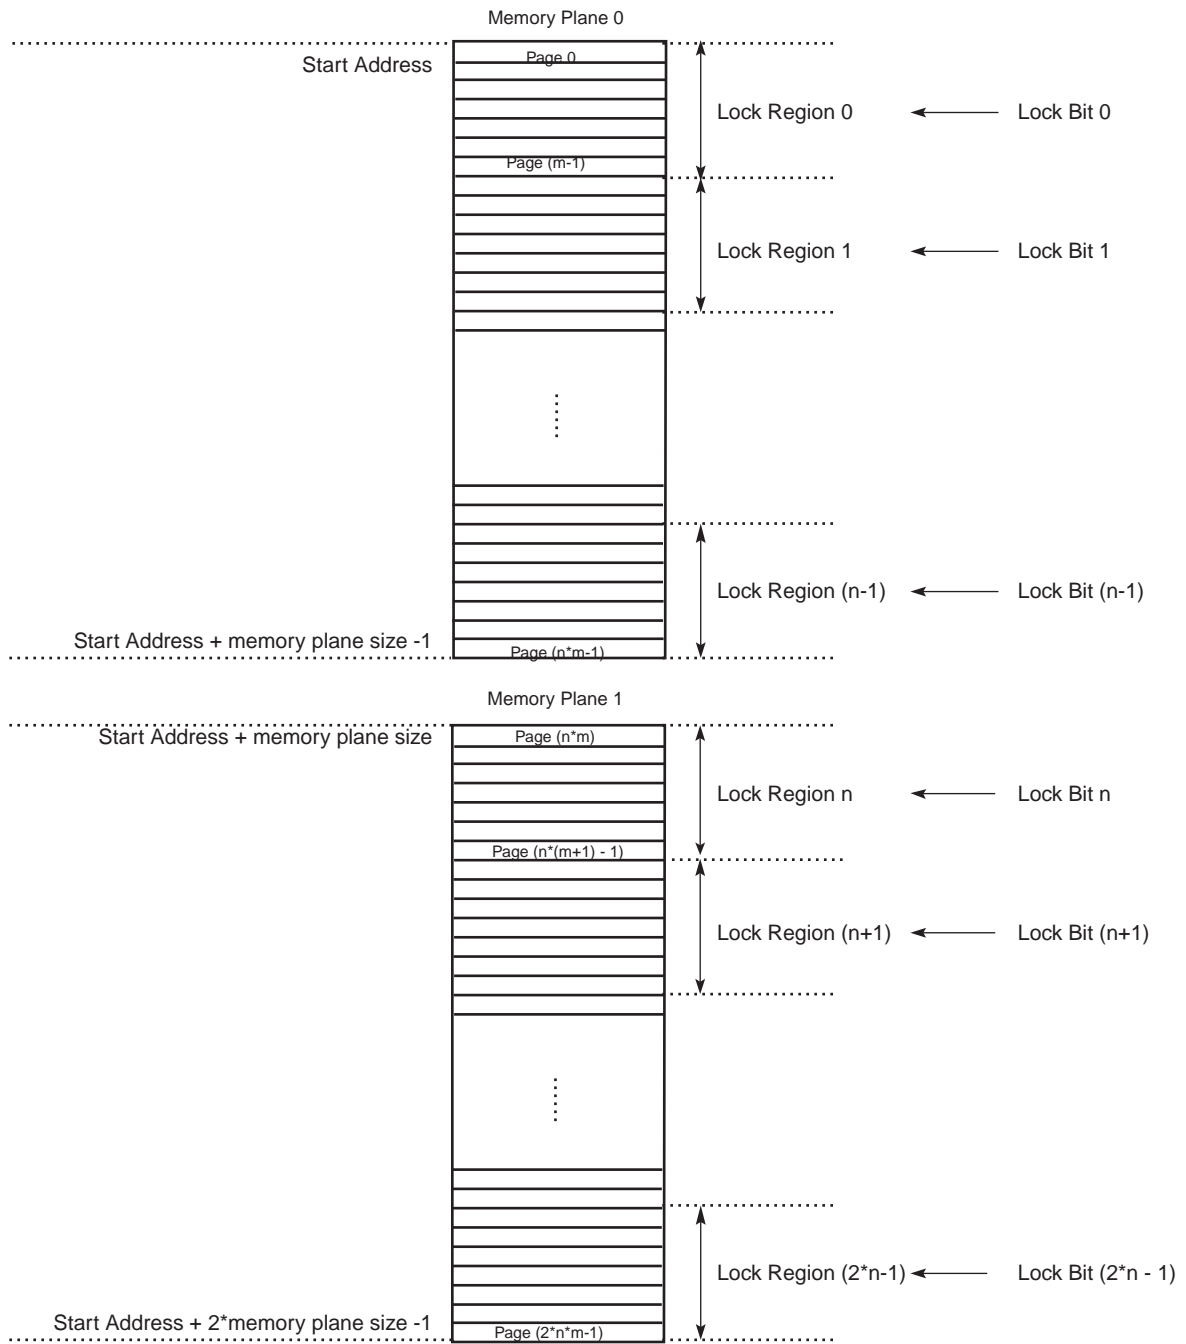 Memory Plane 0
Start Address
Page 0
Lock Region 0
Lock Bit 0
Page (m-1)
Lock Region 1
Lock Bit 1
Lock Region (n-1)
Lock Bit (n-1)
Start Address + memory plane size -1
Page (n*m-1)
Memory Plane 1
Start Address + memory plane size
Page (n*m)
Lock Region n
Lock Bit n
Page (n*(m+1) - 1)
Lock Region (n+1)
Lock Bit (n+1)
Lock Region (2*n-1)
Lock Bit (2*n - 1)
Start Address + 2*memory plane size -1
Page (2*n*m-1)